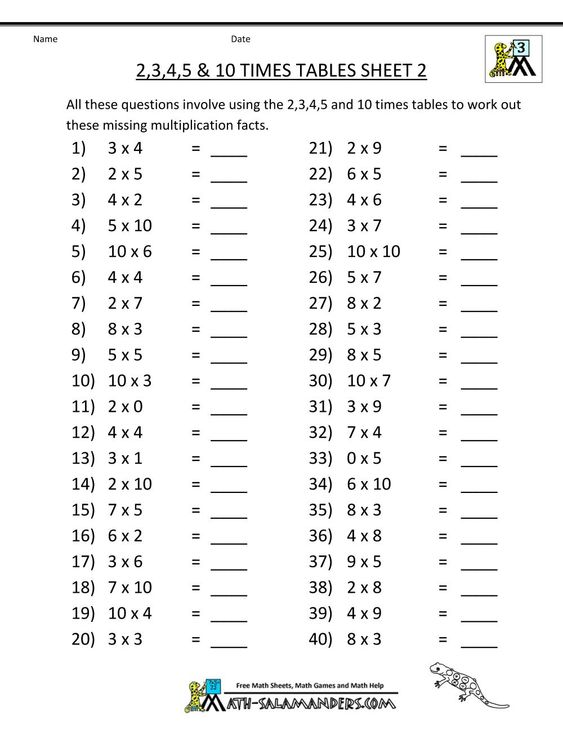 Name Date
3
2,3,4,5 & 10 TIMES TABLES SHEET 2
All these questions involve using the 2,3,4,5 and 10 times tables to work out
these missing multiplication facts.
1) 3 x 4 = ____ 21) 2 x 9 = ____
2) 2 x 5 = ____ 22) 6 x 5 = ____
3) 4 x 2 = ____ 23) 4 x 6 = ____
4) 5 x 10 = ____ 24) 3 x 7 = ____
5) 10 x 6 = ____ 25) 10 x 10 = ____
6) 4 x 4 = ____ 26) 5 x 7 = ____
7) 2 x 7 = ____ 27) 8 x 2 = ____
8) 8 x 3 = ____ 28) 5 x 3 = ____
9) 5 x 5 = ____ 29) 8 x 5 = ____
10) 10 x 3 = ____ 30) 10 x 7 = ____
11) 2 x 0 = ____ 31) 3 x 9 = ____
12) 4 x 4 = ____ 32) 7 x 4 = ____
13) 3 x 1 = ____ 33) 0 x 5 = ____
14) 2 x 10 = ____ 34) 6 x 10 = ____
15) 7 x 5 = ____ 35) 8 x 3 = ____
16) 6 x 2 = ____ 36) 4 x 8 = ____
17) 3 x 6 = ____ 37) 9 x 5 = ____
18) 7 x 10 = ____ 38) 2 x 8 = ____
19) 10 x 4 = ____ 39) 4 x 9 = ____
20) 3 x 3 = ____ 40) 8 x 3 = ____
Free Math Sheets, Math Games and Math Help
MATH-SALAMANDERS.COM